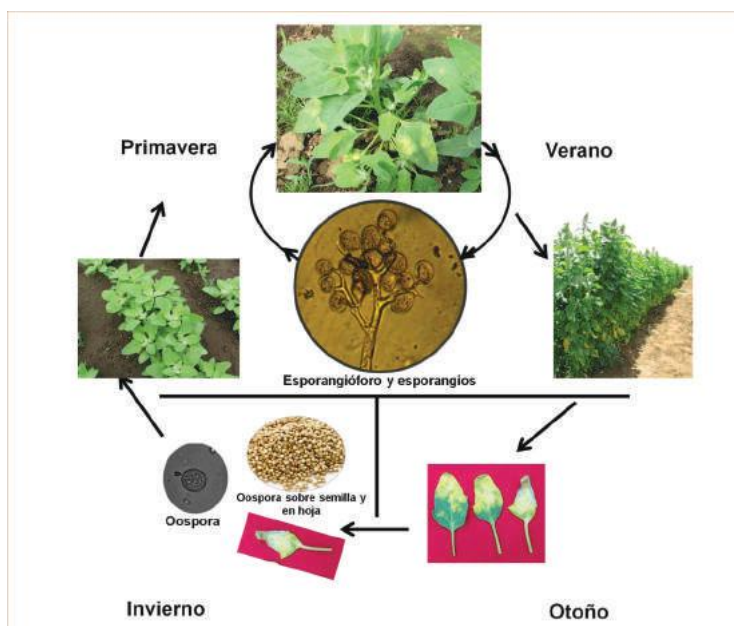 Primavera
Verano
Esporangióforo y esporangios
Oospora
Oospora sobre semilla y
en hoja
Invierno
Otoño